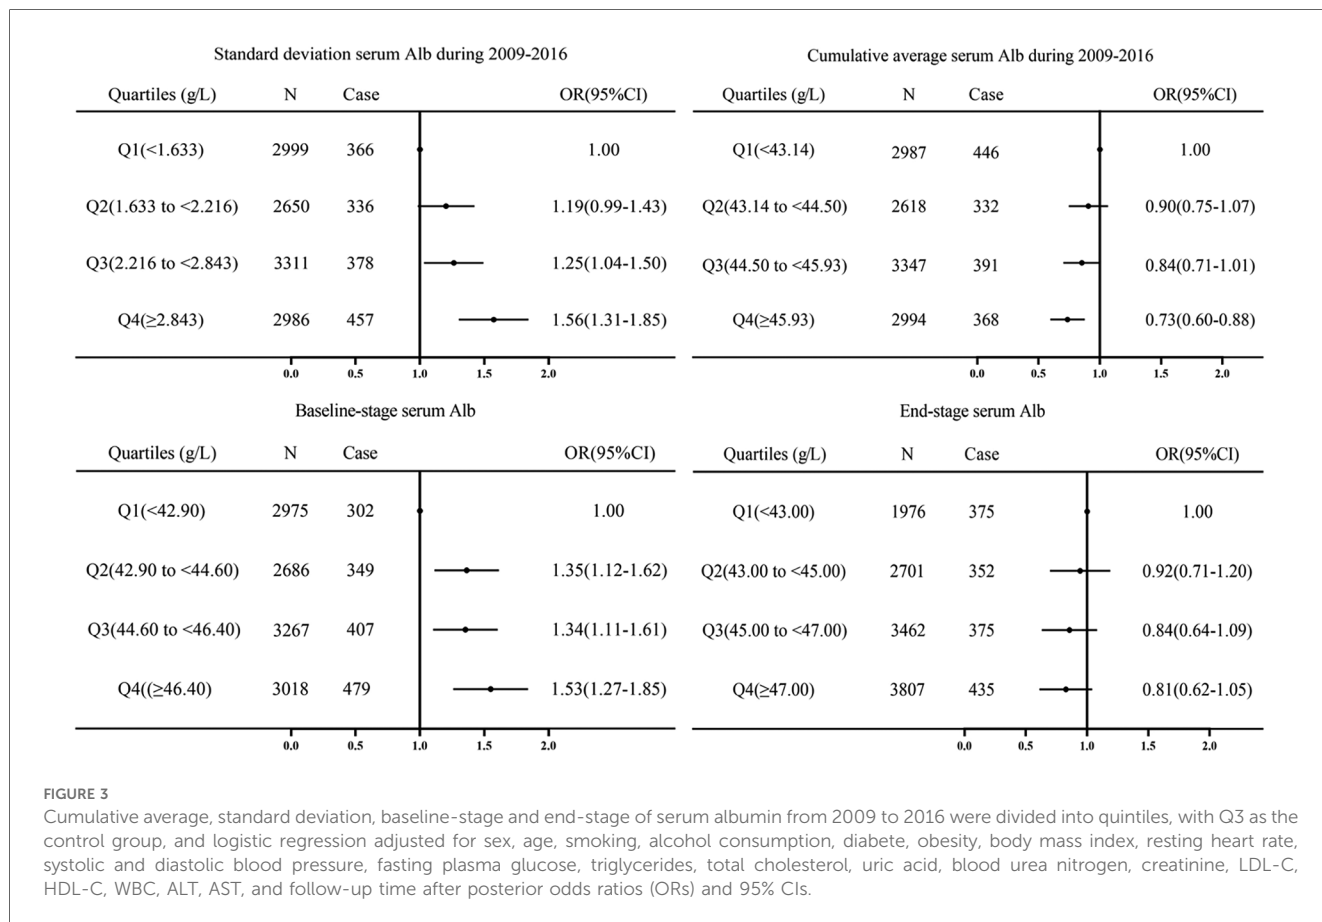 Standard deviation serum Alb during 2009-2016
Quartiles (g/L) N Case OR(95%CI)
Q1(<1.633) 2999 366 1.00
Q2(1.633 to <2.216) 2650 336 1.19(0.99-1.43)
Q3(2.216 to <2.843) 3311 378 1.25(1.04-1.50)
Q4(≥2.843) 2986 457 1.56(1.31-1.85)
0.0 0.5 1.0 1.5 2.0
Cumulative average serum Alb during 2009-2016
Quartiles (g/L) N Case OR(95%CI)
Q1(<43.14) 2987 446 1.00
Q2(43.14 to <44.50) 2618 332 0.90(0.75-1.07)
Q3(44.50 to <45.93) 3347 391 0.84(0.71-1.01)
Q4(≥45.93) 2994 368 0.73(0.60-0.88)
0.0 0.5 1.0 1.5 2.0
Baseline-stage serum Alb
Quartiles (g/L) N Case OR(95%CI)
Q1(<42.90) 2975 302 1.00
Q2(42.90 to <44.60) 2686 349 1.35(1.12-1.62)
Q3(44.60 to <46.40) 3267 407 1.34(1.11-1.61)
Q4((≥46.40) 3018 479 1.53(1.27-1.85)
0.0 0.5 1.0 1.5 2.0
End-stage serum Alb
Quartiles (g/L) N Case OR(95%CI)
Q1(<43.00) 1976 375 1.00
Q2(43.00 to <45.00) 2701 352 0.92(0.71-1.20)
Q3(45.00 to <47.00) 3462 375 0.84(0.64-1.09)
Q4(≥47.00) 3807 435 0.81(0.62-1.05)
0.0 0.5 1.0 1.5 2.0
FIGURE 3
Cumulative average, standard deviation, baseline-stage and end-stage of serum albumin from 2009 to 2016 were divided into quintiles, with Q3 as the
control group, and logistic regression adjusted for sex, age, smoking, alcohol consumption, diabete, obesity, body mass index, resting heart rate,
systolic and diastolic blood pressure, fasting plasma glucose, triglycerides, total cholesterol, uric acid, blood urea nitrogen, creatinine, LDL-C,
HDL-C, WBC, ALT, AST, and follow-up time after posterior odds ratios (ORs) and 95% CIs.